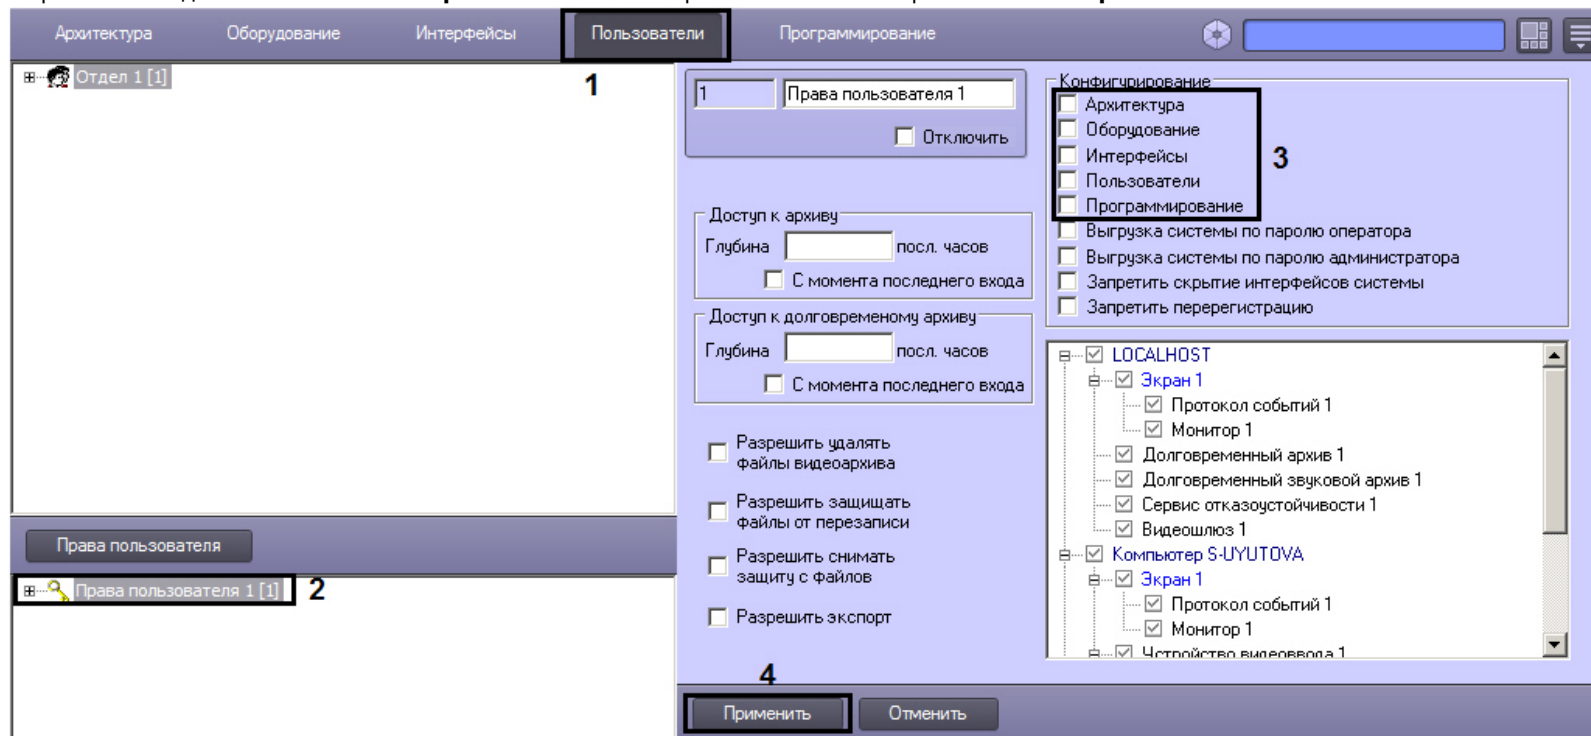 Архитектура Оборудование Интерфейсы Пользователи Программирование
1
Отдел 1 [1]
Права пользователя
Права пользователя 1 [1]
2
1 Права пользователя 1
Отключить
Доступ к архиву
Глубина посл. часов
С момента последнего входа
Доступ к долговременому архиву
Глубина посл. часов
С момента последнего входа
Разрешить удалять
файлы видеоархива
Разрешить защищать
файлы от перезаписи
Разрешить снимать
защиту с файлов
Разрешить экспорт
Конфигурирование
Архитектура
Оборудование
Интерфейсы
3
Пользователи
Программирование
Выгрузка системы по паролю оператора
Выгрузка системы по паролю администратора
Запретить скрытие интерфейсов системы
Запретить перерегистрацию
LOCALHOST
Экран 1
Протокол событий 1
Монитор 1
Долговременный архив 1
Долговременный звуковой архив 1
Сервис отказоустойчивости 1
Видеошлюз 1
Компьютер S-UYUTOVA
Экран 1
Протокол событий 1
Монитор 1
Устройство видеоввода 1
4
Применить Отменить